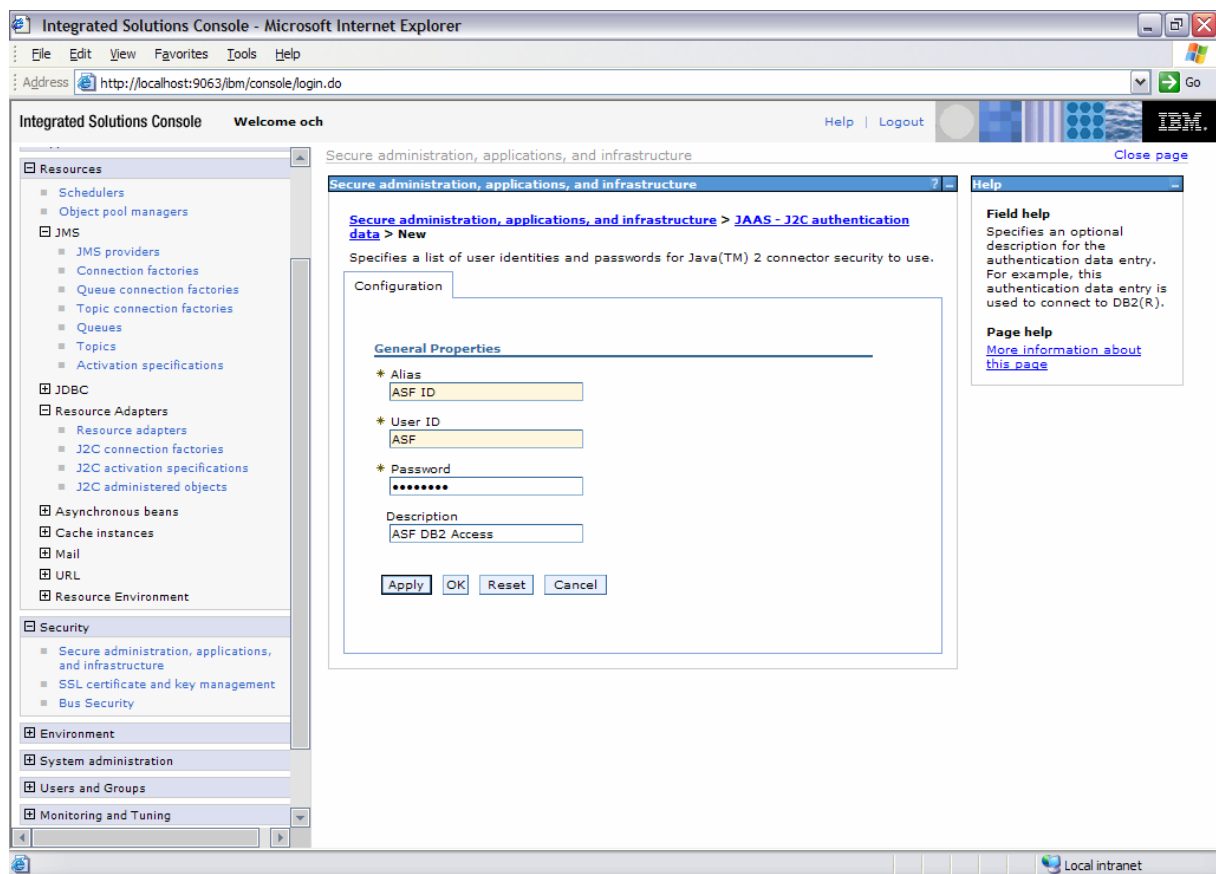 Integrated Solutions Console - Microsoft Internet Explorer
File Edit View Favorites Tools Help
Address http://localhost:9063/ibm/console/login.do Go
Integrated Solutions Console Welcome och Help | Logout IBM.
Resources
Schedulers
Object pool managers
JMS
JMS providers
Connection factories
Queue connection factories
Topic connection factories
Queues
Topics
Activation specifications
JDBC
Resource Adapters
Resource adapters
J2C connection factories
J2C activation specifications
J2C administered objects
Asynchronous beans
Cache instances
Mail
URL
Resource Environment
Security
Secure administration, applications,
and infrastructure
SSL certificate and key management
Bus Security
Environment
System administration
Users and Groups
Monitoring and Tuning
Secure administration, applications, and infrastructure Close page
Secure administration, applications, and infrastructure ? -
Secure administration, applications, and infrastructure > JAAS - J2C authentication
data > New
Specifies a list of user identities and passwords for Java(TM) 2 connector security to use.
Configuration
General Properties
* Alias
ASF ID
* User ID
ASF
* Password
••••••••
Description
ASF DB2 Access
Apply OK Reset Cancel
Help -
Field help
Specifies an optional
description for the
authentication data entry.
For example, this
authentication data entry is
used to connect to DB2(R).
Page help
More information about
this page
Local intranet